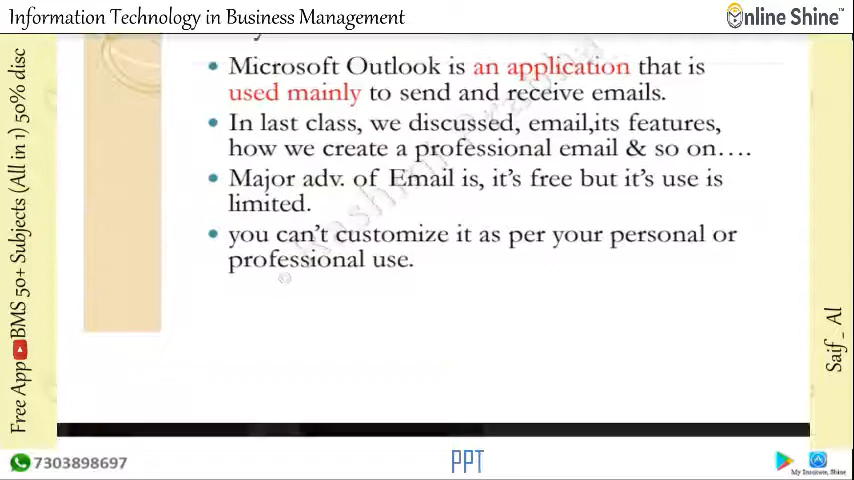 Information Technology in Business Management
Online Shine
Microsoft Outlook is an application that is
used mainly to send and receive emails.
In last class, we discussed, email,its features,
how we create a professional email & so on….
Major adv. of Email is, it's free but it's use is
limited.
you can't customize it as per your personal or
professional use.
Free App BMS 50+ Subjects (All in 1) 50% disc
Saif_ Al
7303898697
PPT